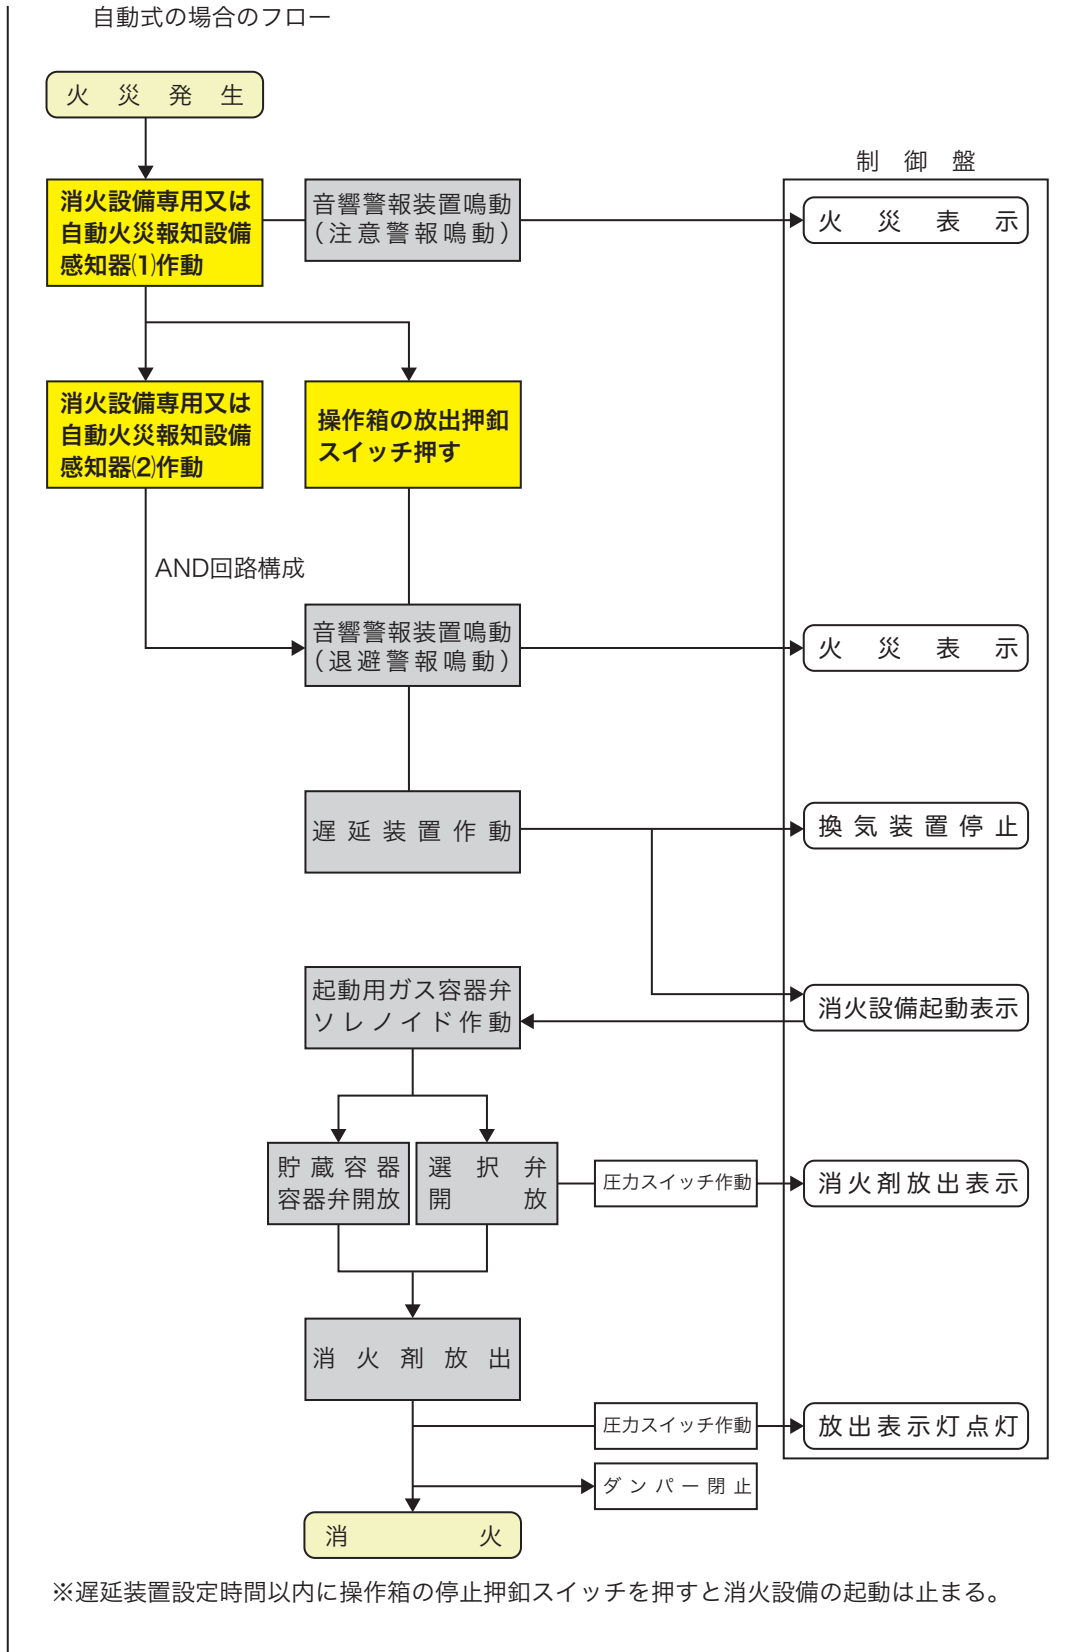 自動式の場合のフロー
火災発生
制御盤
消火設備専用又は
自動火災報知設備
感知器(1)作動
音響警報装置鳴動
(注意警報鳴動)
火災表示
消火設備専用又は
自動火災報知設備
感知器(2)作動
操作箱の放出押釦
スイッチ押す
AND回路構成
音響警報装置鳴動
(退避警報鳴動)
火災表示
遅延装置作動
換気装置停止
起動用ガス容器弁
ソレノイド作動
消火設備起動表示
貯蔵容器
容器弁開放
選択弁
開放
圧力スイッチ作動
消火剤放出表示
消火剤放出
圧力スイッチ作動
放出表示灯点灯
ダンパー閉止
消火
※遅延装置設定時間以内に操作箱の停止押釦スイッチを押すと消火設備の起動は止まる。